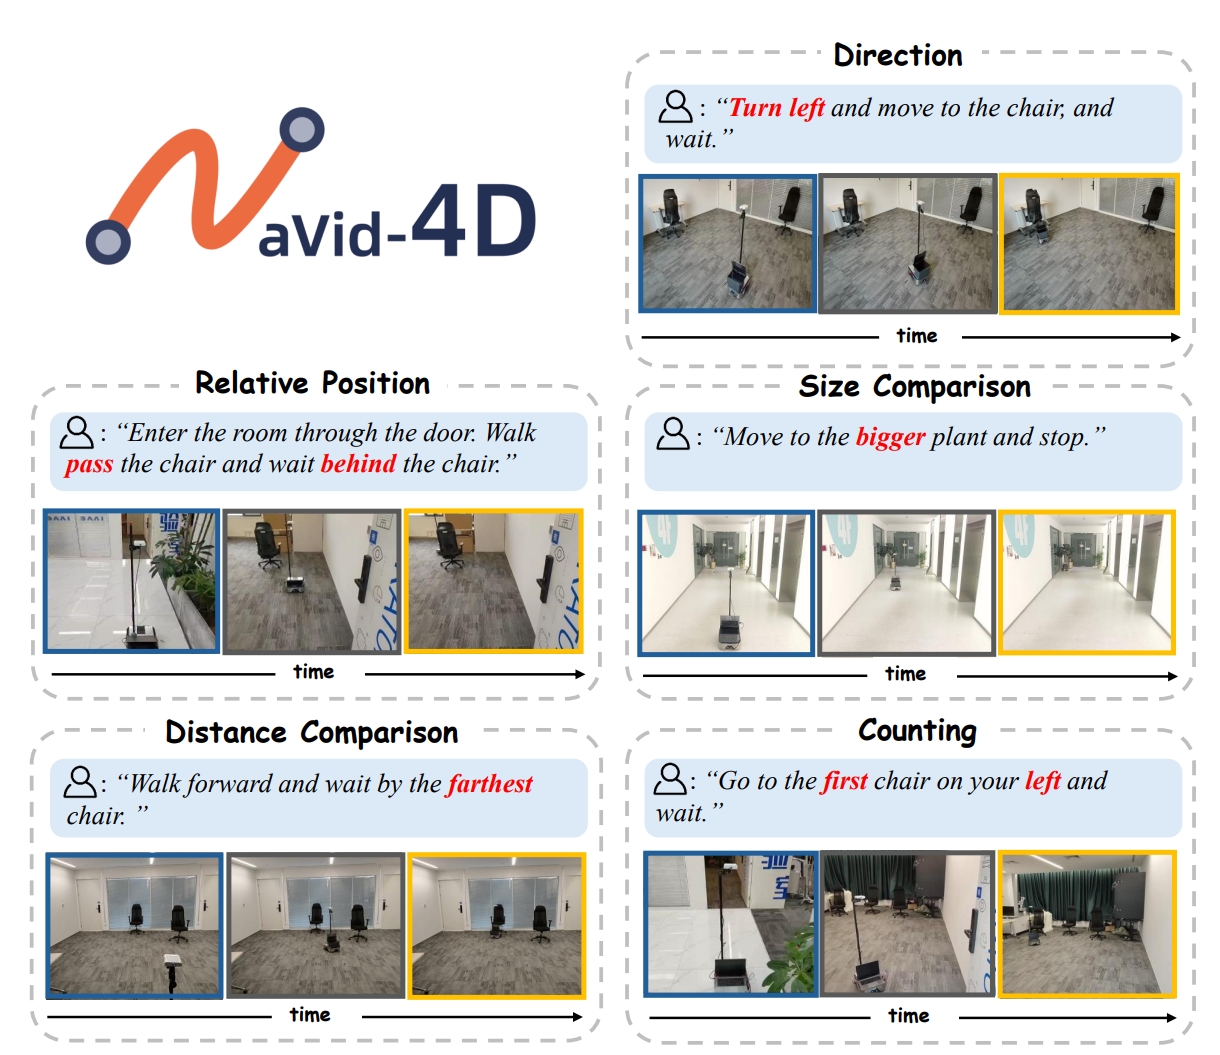 NaVid-4D
Direction
: “Turn left and move to the chair, and
wait.”
time
Relative Position
: “Enter the room through the door. Walk
pass the chair and wait behind the chair.”
time
Size Comparison
: “Move to the bigger plant and stop.”
time
Distance Comparison
: “Walk forward and wait by the farthest
chair. ”
time
Counting
: “Go to the first chair on your left and
wait.”
time